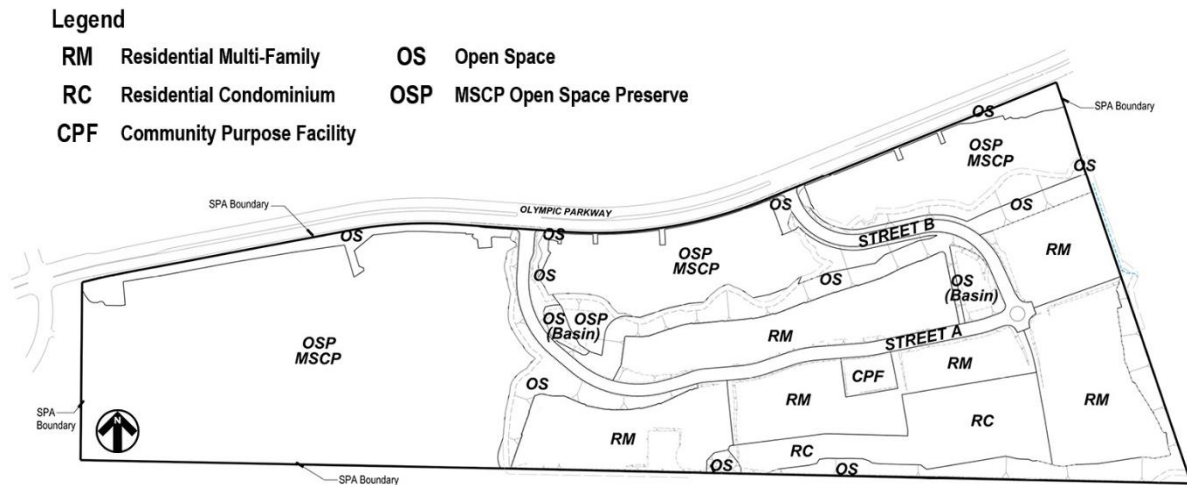 Legend
RM Residential Multi-Family
OS Open Space
RC Residential Condominium
OSP MSCP Open Space Preserve
CPF Community Purpose Facility
SPA Boundary
OS
OSP
MSCP
OS
SPA Boundary
OLYMPIC PARKWAY
OS
OS
OS
OS
STREET B
OSP
MSCP
RM
OS
OS
OS
(Basin)
OS
(Basin)
OSP
RM
STREET A
OSP
MSCP
RM
CPF
OS
RM
RM
SPA
Boundary
N
RC
RM
RC
OS
OS
SPA Boundary